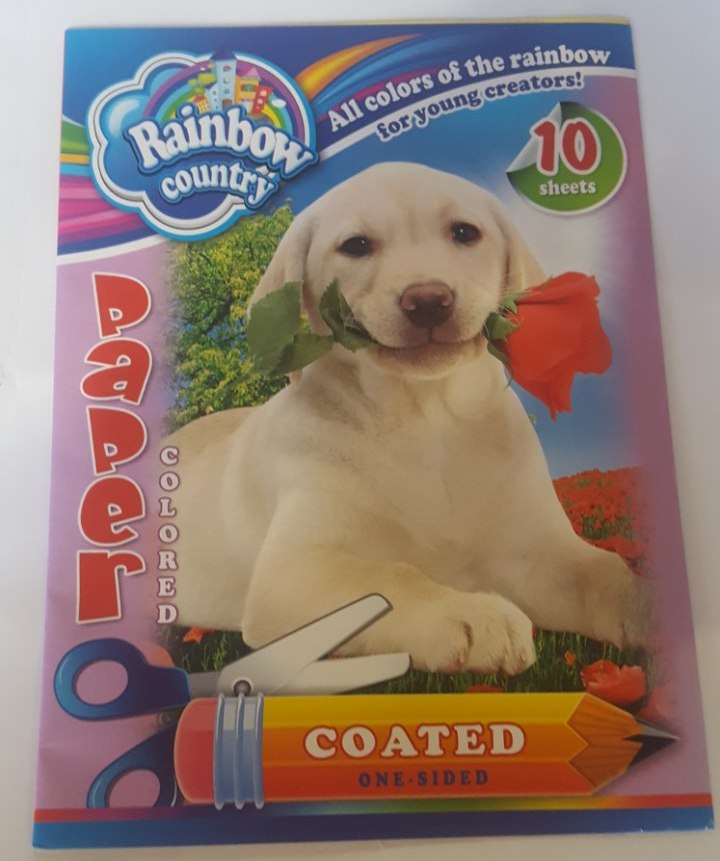 Rainbow
country
All colors of the rainbow
for young creators!
10
sheets
paper
COLORED
COATED
ONE-SIDED